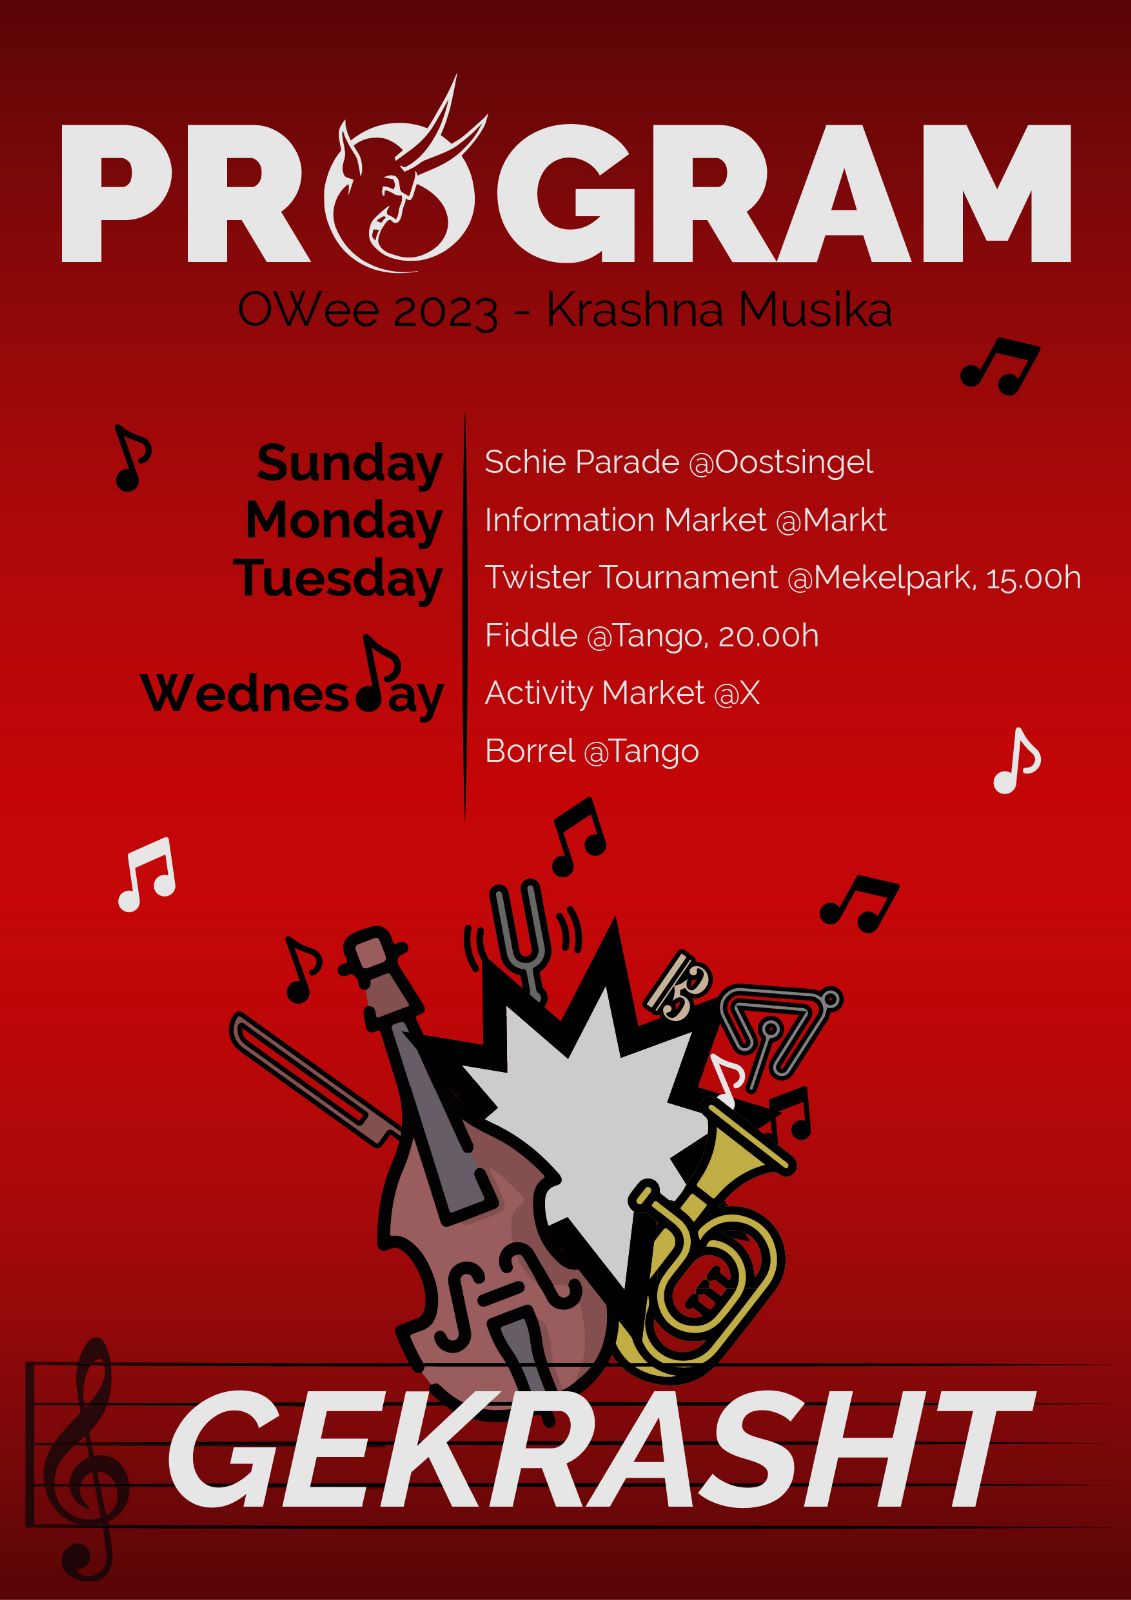 PROGRAM
OWee 2023 - Krashna Musika
Sunday Schie Parade @Oostsingel
Monday Information Market @Markt
Tuesday Twister Tournament @Mekelpark, 15.00h
Fiddle @Tango, 20.00h
Wednesday Activity Market @X
Borrel @Tango
GEKRASHT